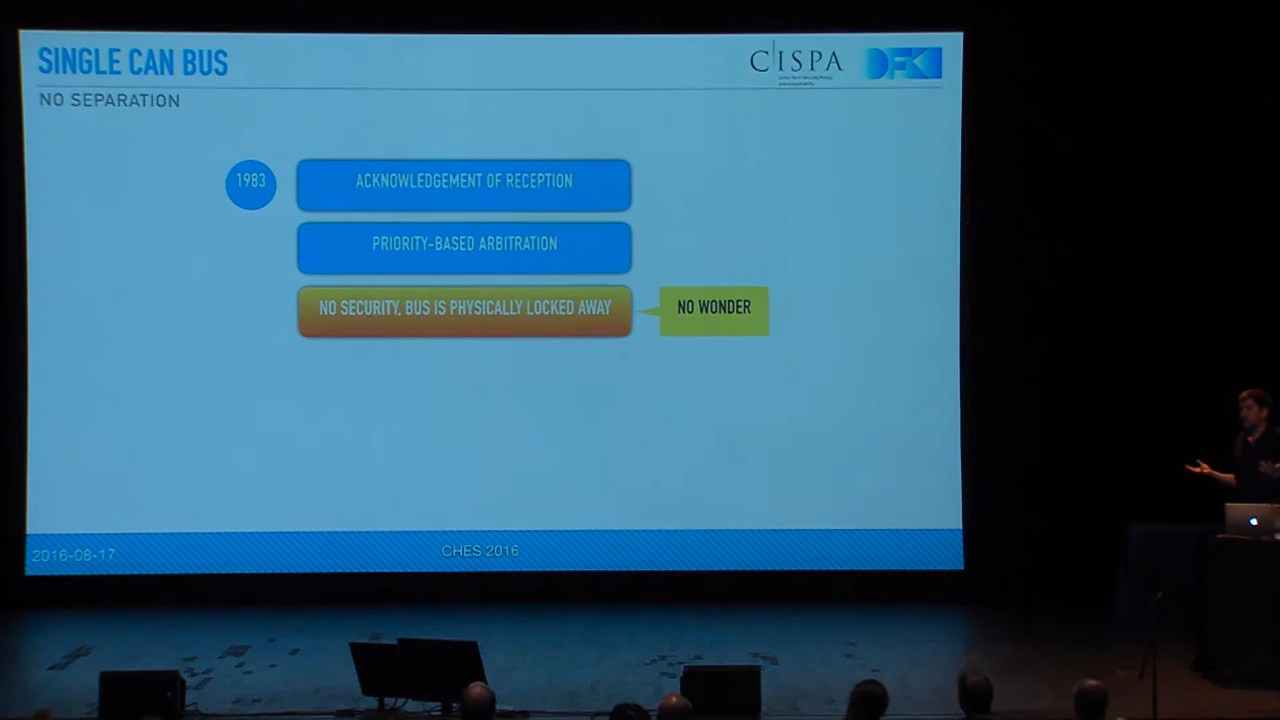 SINGLE CAN BUS
CISPA
DFKI
NO SEPARATION
1983
ACKNOWLEDGEMENT OF RECEPTION
PRIORITY-BASED ARBITRATION
NO SECURITY, BUS IS PHYSICALLY LOCKED AWAY
NO WONDER
2016-08-17
CHES 2016